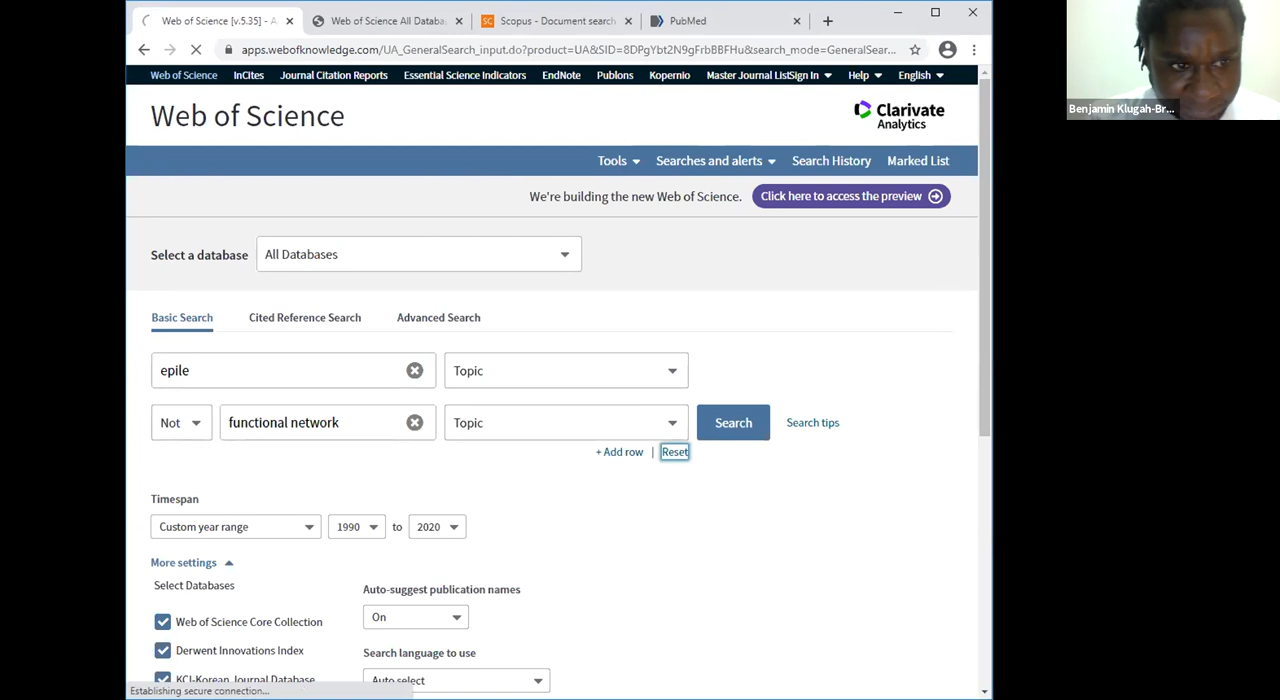 Web of Science [v.5.35] - A
Web of Science All Databa
SC Scopus - Document search
PubMed
apps.webofknowledge.com/UA_GeneralSearch_input.do?product=UA&SID=8DPgYbt2N9gFrbBBFHu&search_mode=GeneralSear...
Web of Science InCites Journal Citation Reports Essential Science Indicators EndNote Publons Kopernio Master Journal List Sign In Help English
Web of Science
Clarivate
Analytics
Tools Searches and alerts Search History Marked List
We're building the new Web of Science. Click here to access the preview
Select a database All Databases
Basic Search Cited Reference Search Advanced Search
epile Topic
Not functional network Topic Search Search tips
+ Add row | Reset
Timespan
Custom year range 1990 to 2020
More settings
Select Databases
Auto-suggest publication names
On
Web of Science Core Collection
Derwent Innovations Index
Search language to use
KCI-Korean Journal Database
Auto select
Establishing secure connection...
Benjamin Klugah-Br...